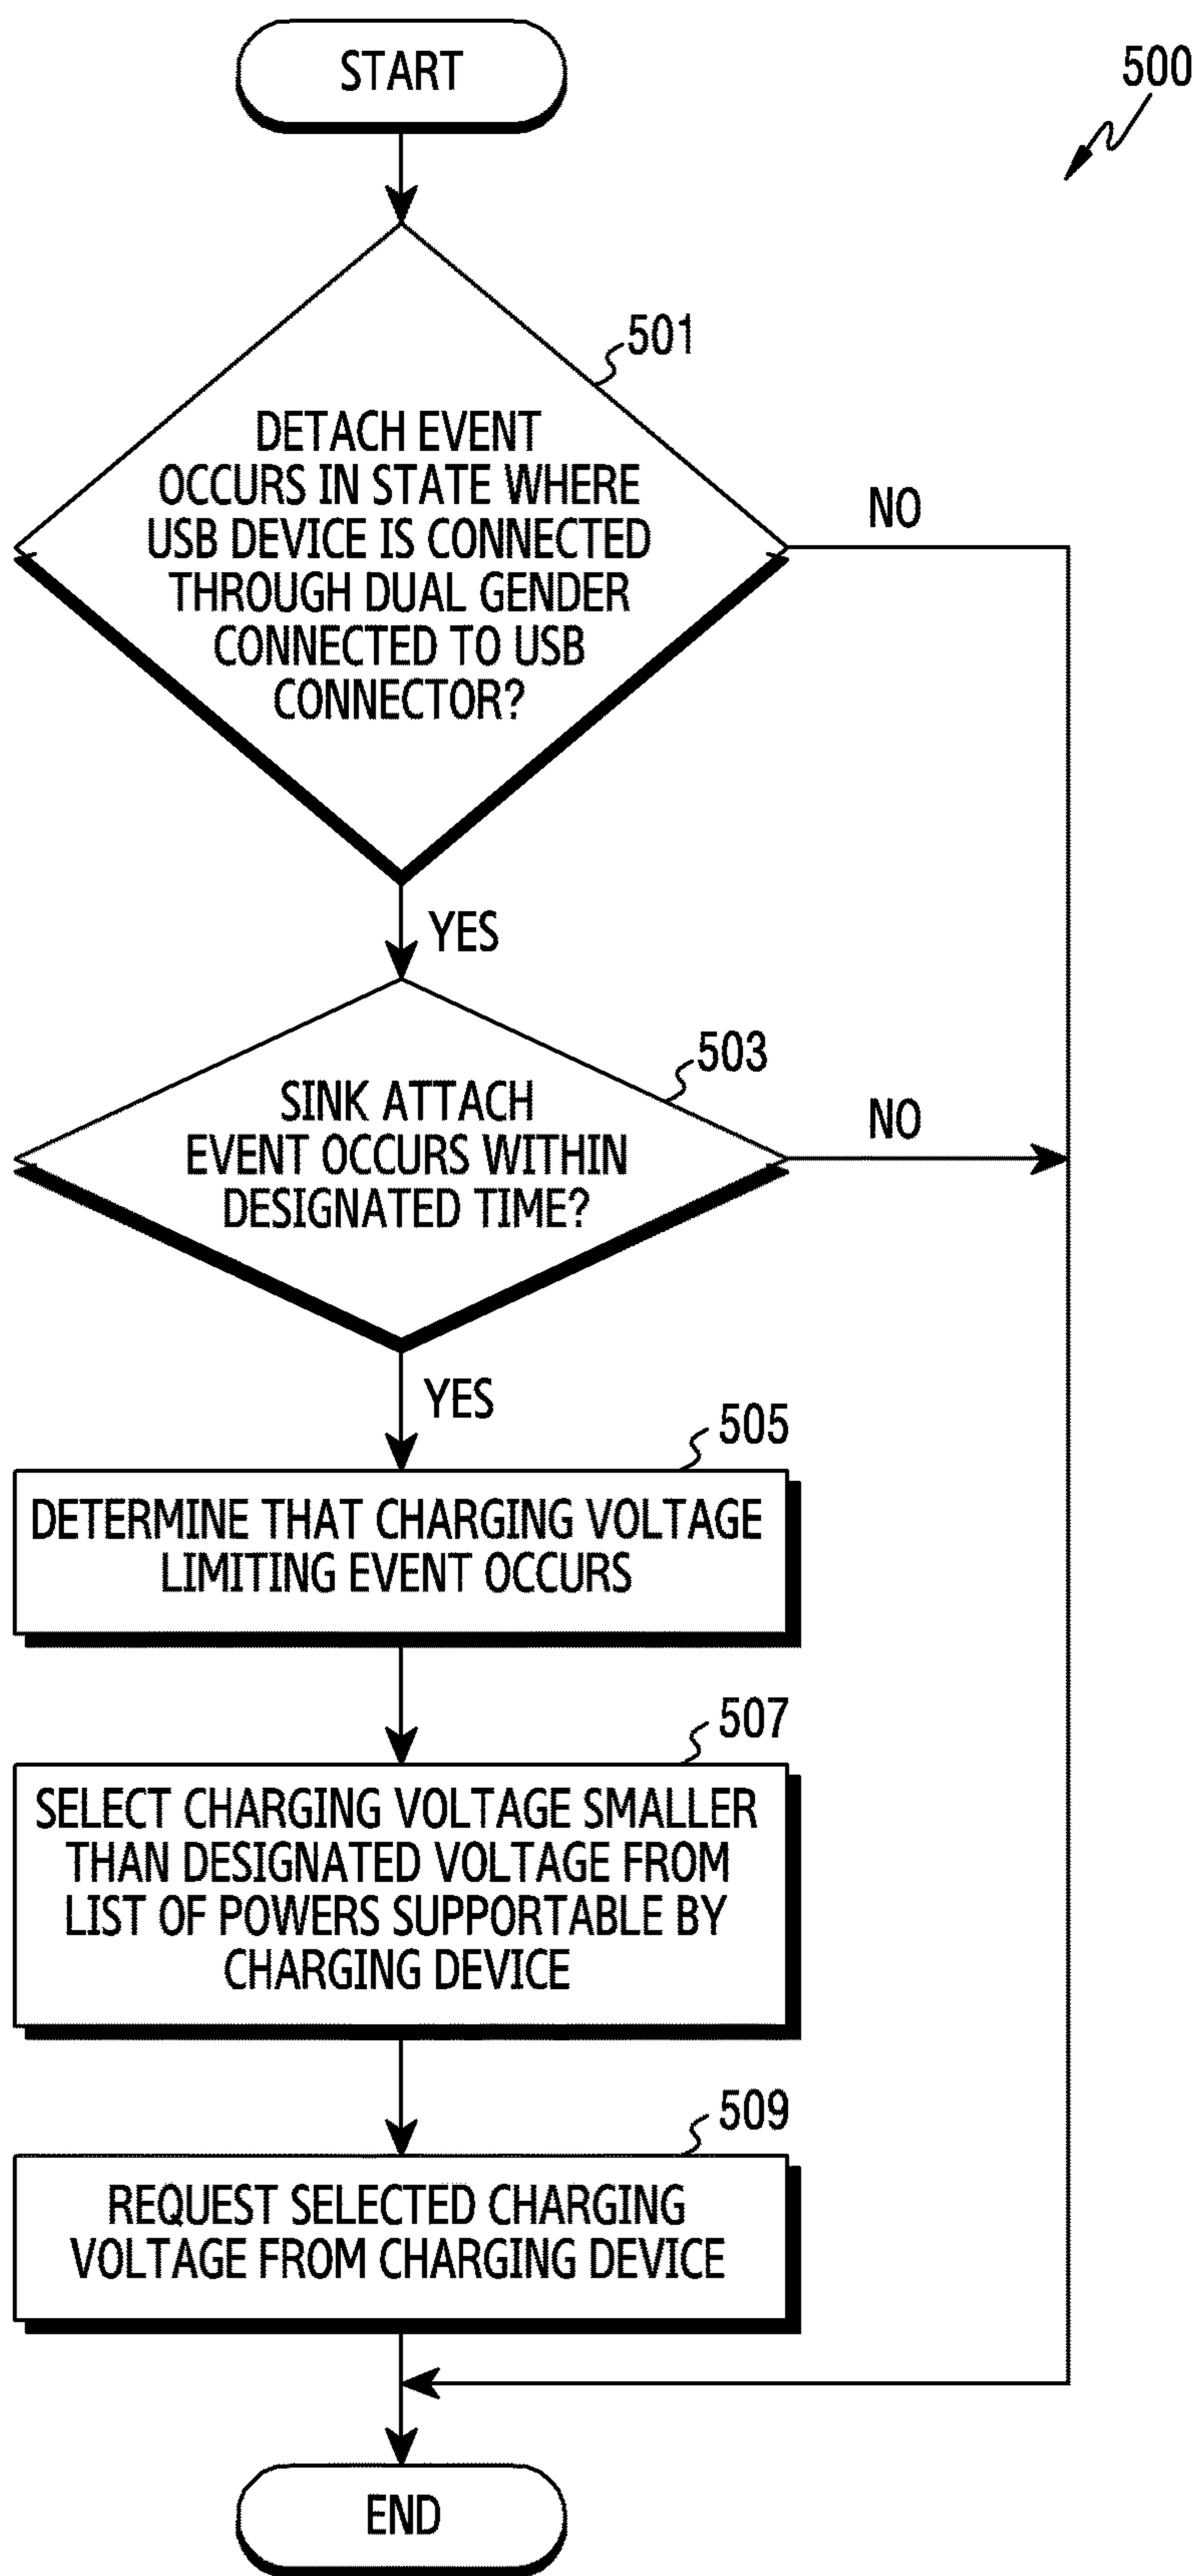 START
500
501
DETACH EVENT
OCCURS IN STATE WHERE
USB DEVICE IS CONNECTED
THROUGH DUAL GENDER
CONNECTED TO USB
CONNECTOR?
NO
YES
503
SINK ATTACH
EVENT OCCURS WITHIN
DESIGNATED TIME?
NO
YES
505
DETERMINE THAT CHARGING VOLTAGE
LIMITING EVENT OCCURS
507
SELECT CHARGING VOLTAGE SMALLER
THAN DESIGNATED VOLTAGE FROM
LIST OF POWERS SUPPORTABLE BY
CHARGING DEVICE
509
REQUEST SELECTED CHARGING
VOLTAGE FROM CHARGING DEVICE
END